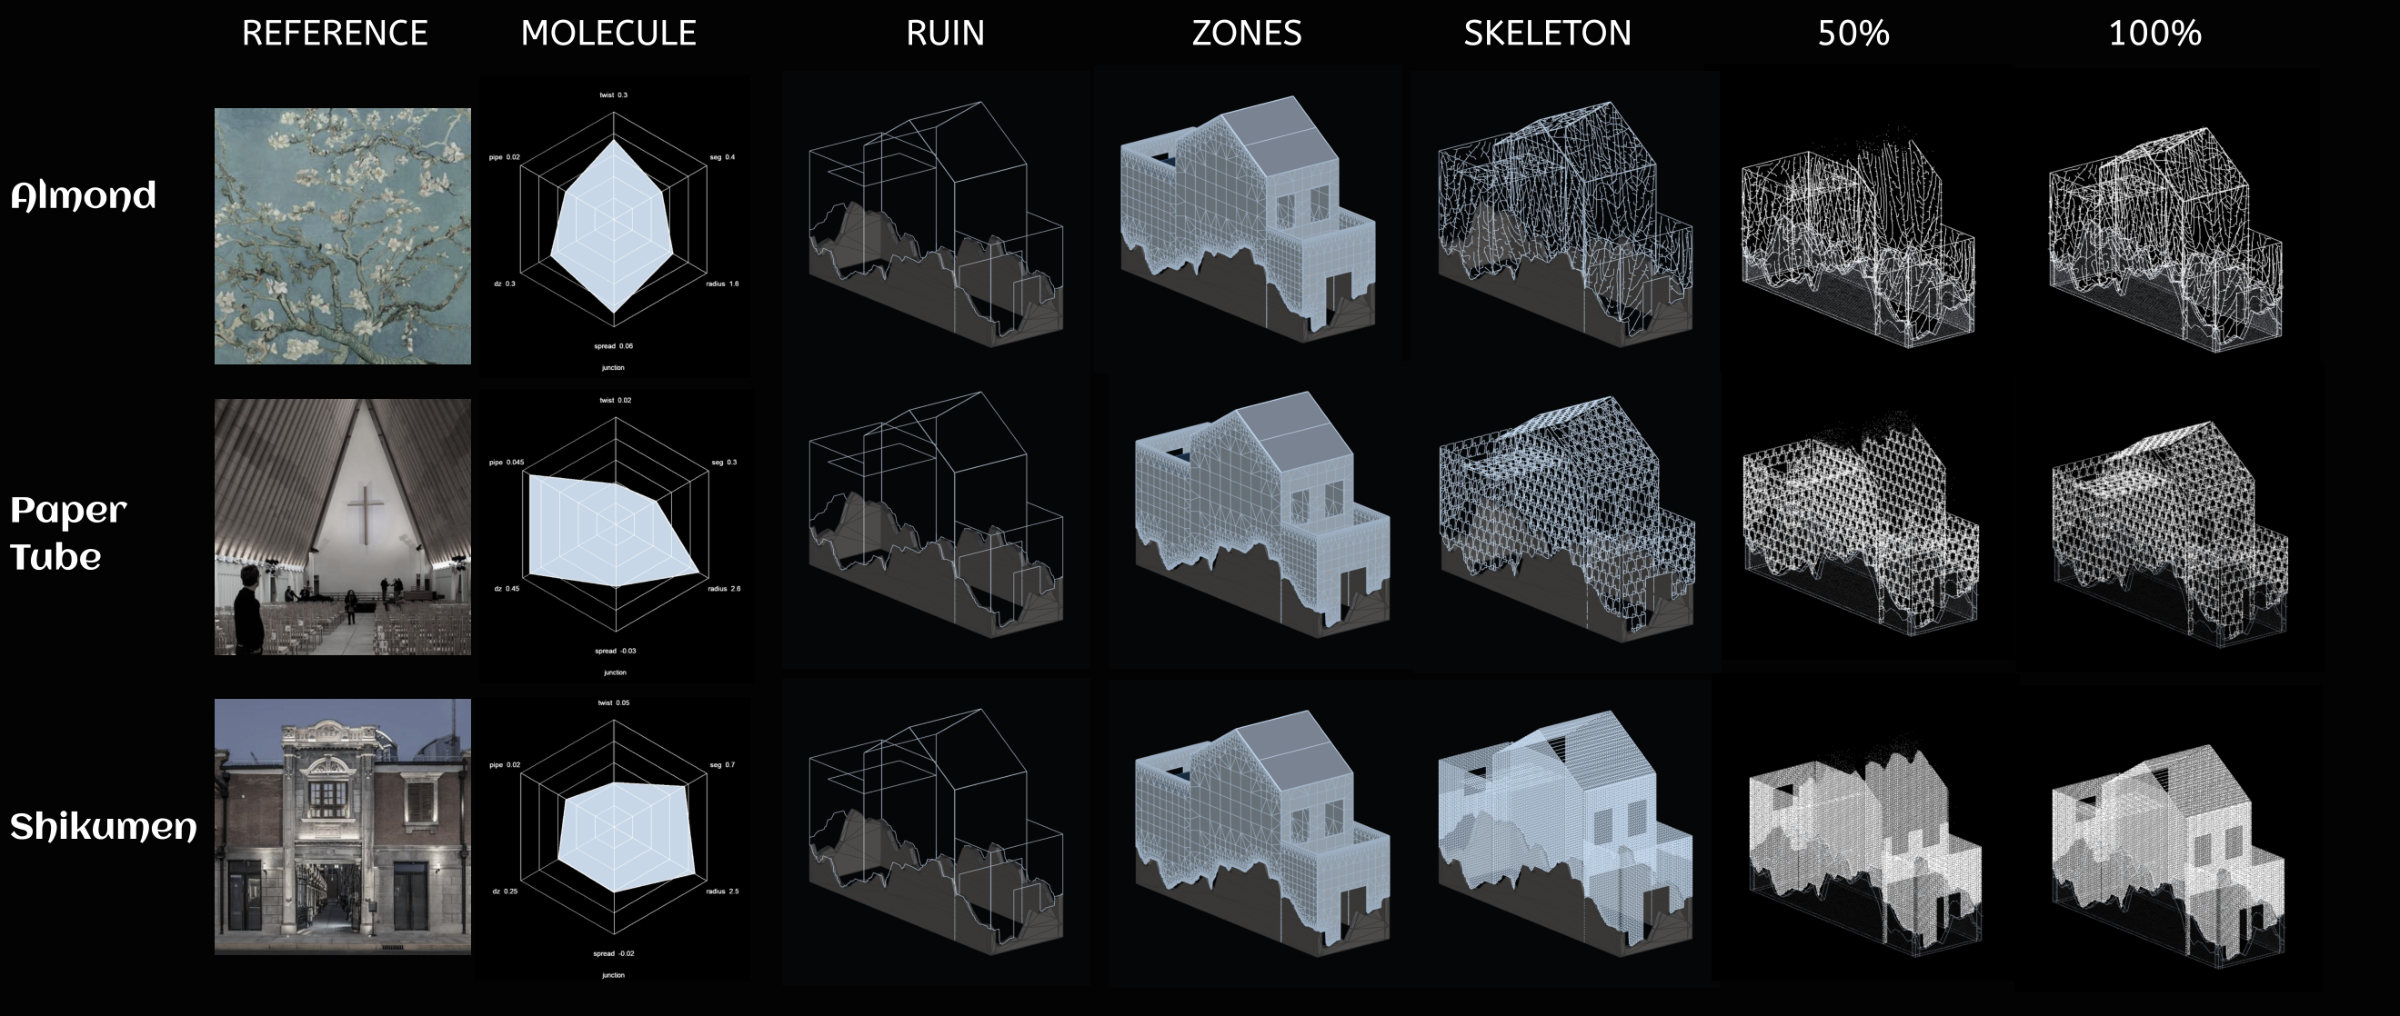 REFERENCE MOLECULE RUIN ZONES SKELETON 50% 100%
Almond
twist 0.3
pipe 0.02
seg 0.4
dz 0.3
radius 1.6
spread 0.06
junction
Paper
Tube
twist 0.02
pipe 0.045
seg 0.3
dz 0.45
radius 2.6
spread -0.03
junction
Shikumen
twist 0.05
pipe 0.02
seg 0.7
dz 0.25
radius 2.5
spread -0.02
junction